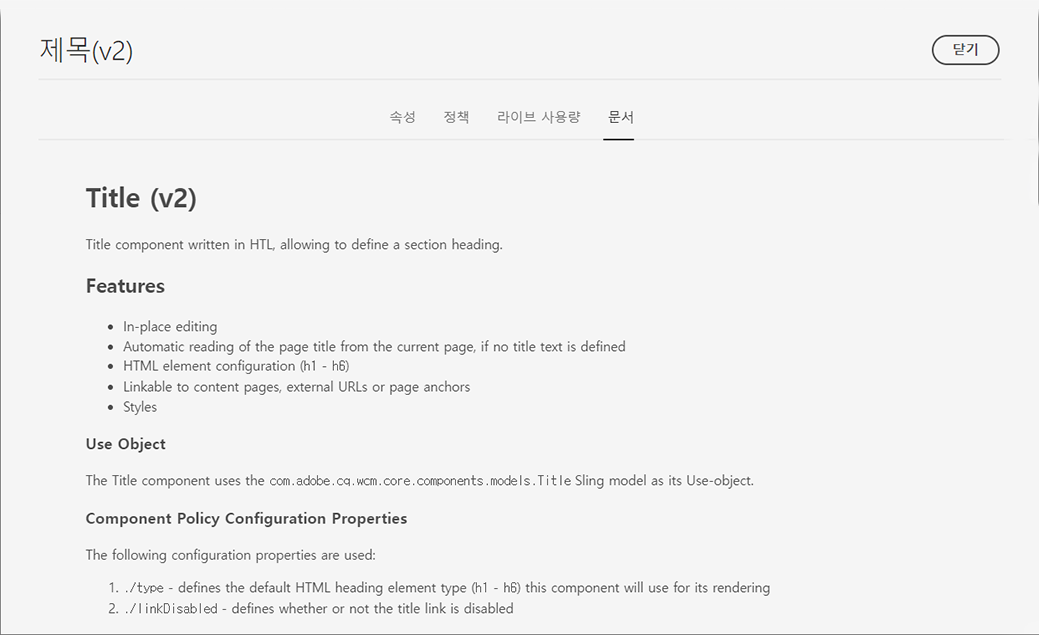 제목(v2)
닫기
속성 정책 라이브 사용량 문서
Title (v2)
Title component written in HTL, allowing to define a section heading.
Features
• In-place editing
• Automatic reading of the page title from the current page, if no title text is defined
• HTML element configuration (h1 - h6)
• Linkable to content pages, external URLs or page anchors
• Styles
Use Object
The Title component uses the com.adobe.cq.wcm.core.components.models.Title Sling model as its Use-object.
Component Policy Configuration Properties
The following configuration properties are used:
1. ./type - defines the default HTML heading element type (h1 - h6) this component will use for its rendering
2. ./linkDisabled - defines whether or not the title link is disabled